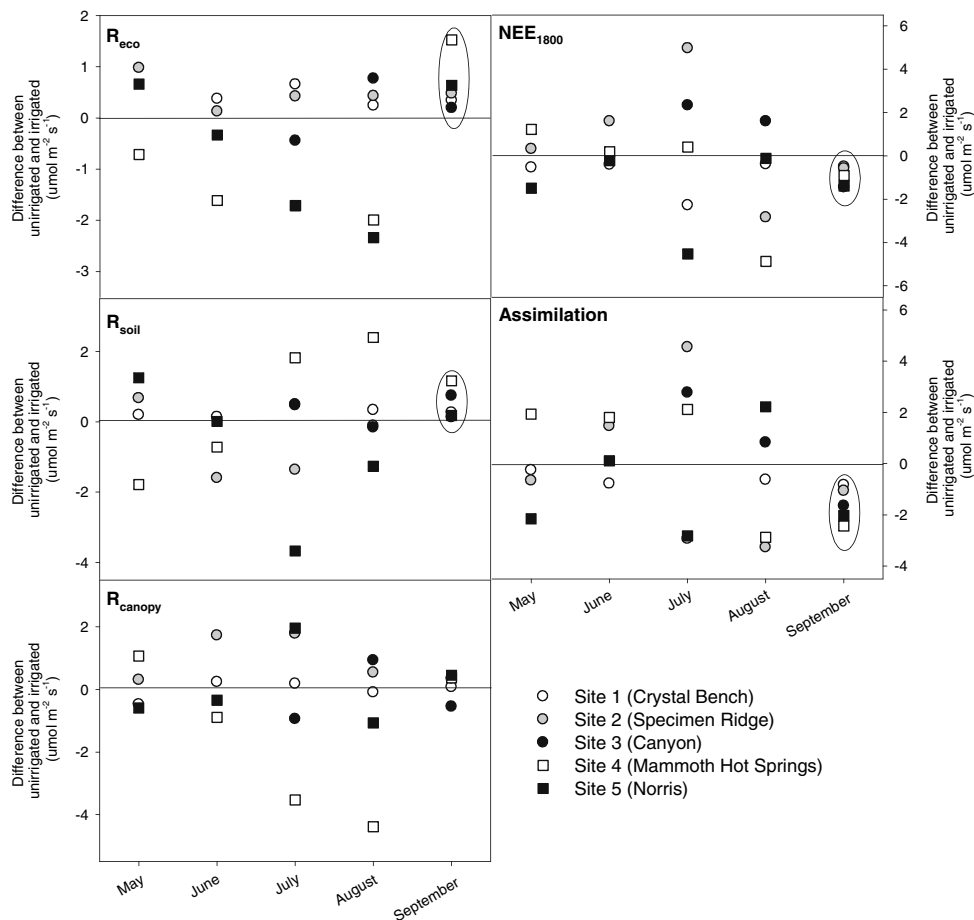 R_eco
2
1
0
-1
-2
-3
Difference between
unirrigated and irrigated
(umol m⁻² s⁻¹)
NEE₁₈₀₀
6
4
2
0
-2
-4
-6
Difference between
unirrigated and irrigated
(umol m⁻² s⁻¹)
R_soil
2
0
-2
-4
Difference between
unirrigated and irrigated
(umol m⁻² s⁻¹)
Assimilation
6
4
2
0
-2
-4
Difference between
unirrigated and irrigated
(umol m⁻² s⁻¹)
May
June
July
August
September
R_canopy
2
0
-2
-4
Difference between
unirrigated and irrigated
(umol m⁻² s⁻¹)
May
June
July
August
September
Site 1 (Crystal Bench)
Site 2 (Specimen Ridge)
Site 3 (Canyon)
Site 4 (Mammoth Hot Springs)
Site 5 (Norris)